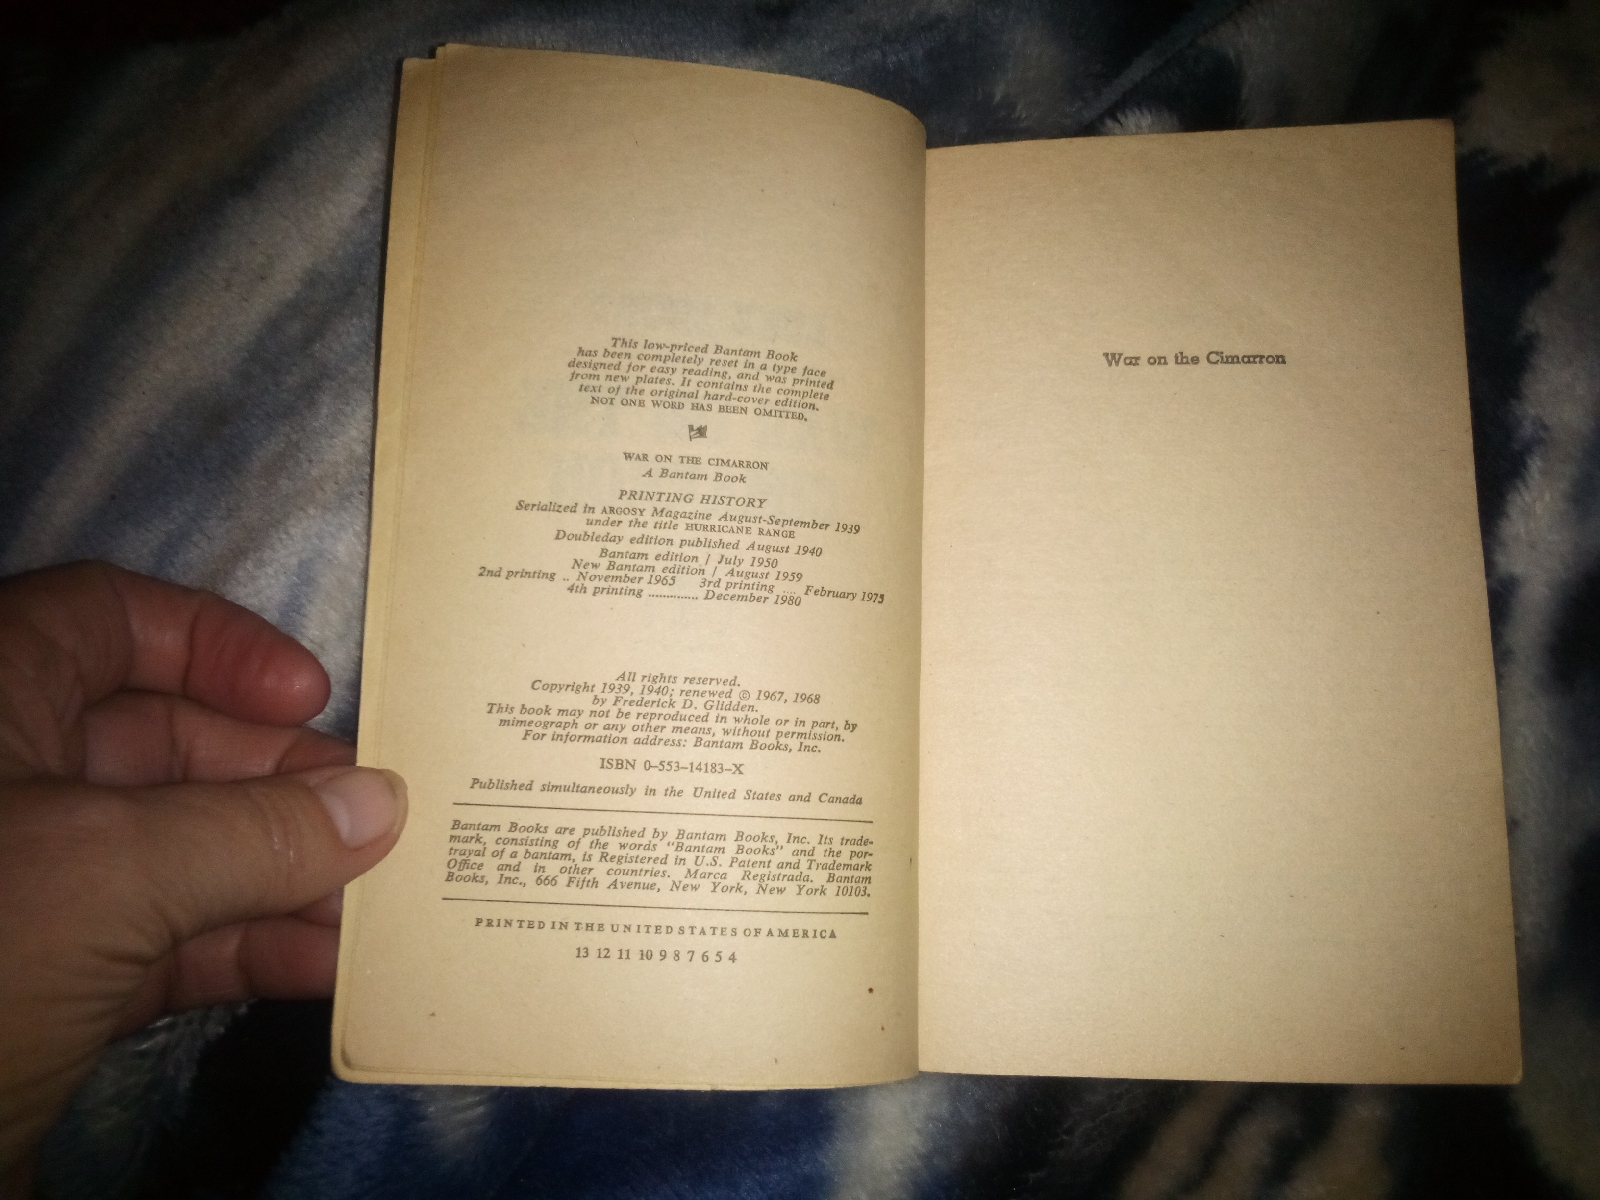 This low-priced Bantam Book
has been completely reset in a type face
designed for easy reading, and was printed
from new plates. It contains the complete
text of the original hard-cover edition.
NOT ONE WORD HAS BEEN OMITTED.
WAR ON THE CIMARRON
A Bantam Book
PRINTING HISTORY
Serialized in ARGOSY Magazine August-September 1939
under the title HURRICANE RANGE
Doubleday edition published August 1940
Bantam edition / July 1950
New Bantam edition / August 1959
2nd printing .. November 1965 3rd printing .... February 1975
4th printing .............. December 1980
All rights reserved.
Copyright 1939, 1940; renewed © 1967, 1968
by Frederick D. Glidden.
This book may not be reproduced in whole or in part, by
mimeograph or any other means, without permission.
For information address: Bantam Books, Inc.
ISBN 0-553-14183-X
Published simultaneously in the United States and Canada
Bantam Books are published by Bantam Books, Inc. Its trade-
mark, consisting of the words "Bantam Books" and the por-
trayal of a bantam, is Registered in U.S. Patent and Trademark
Office and in other countries. Marca Registrada. Bantam
Books, Inc., 666 Fifth Avenue, New York, New York 10103.
PRINTED IN THE UNITED STATES OF AMERICA
13 12 11 10 9 8 7 6 5 4
War on the Cimarron